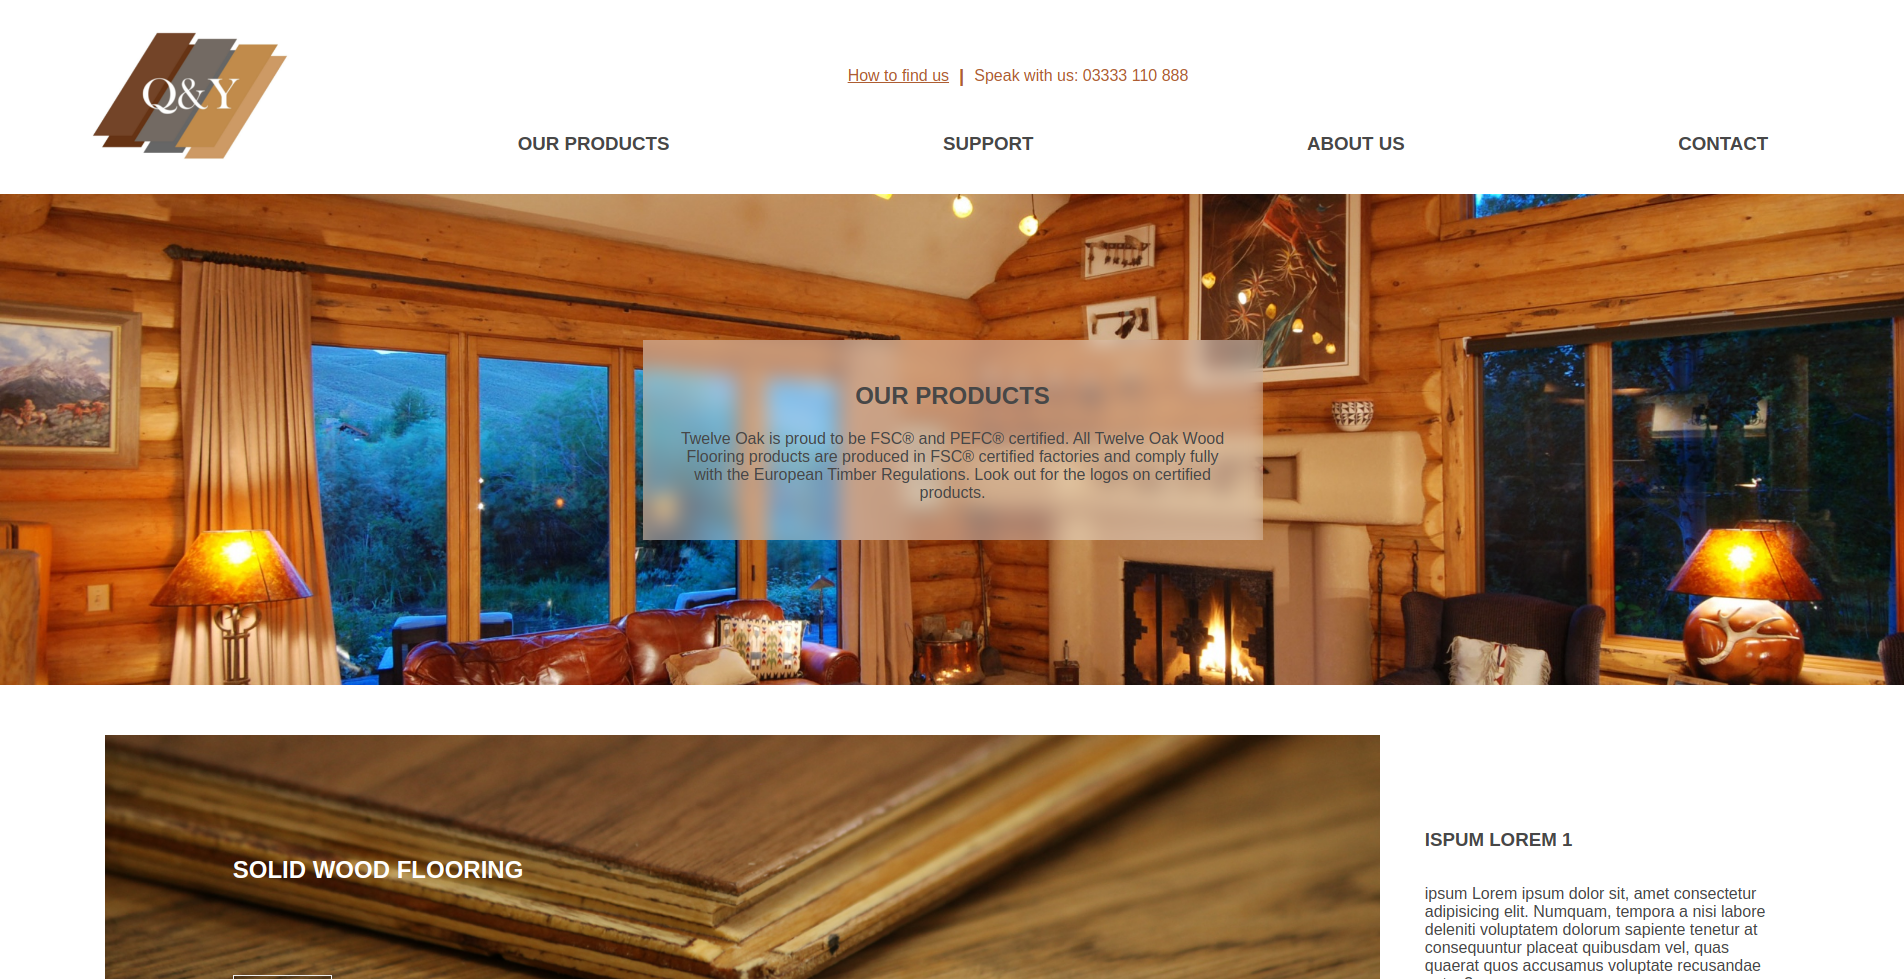 Q&Y
How to find us | Speak with us: 03333 110 888
OUR PRODUCTS SUPPORT ABOUT US CONTACT
OUR PRODUCTS
Twelve Oak is proud to be FSC® and PEFC® certified. All Twelve Oak Wood
Flooring products are produced in FSC® certified factories and comply fully
with the European Timber Regulations. Look out for the logos on certified
products.
SOLID WOOD FLOORING
ISPUM LOREM 1
ipsum Lorem ipsum dolor sit, amet consectetur
adipisicing elit. Numquam, tempora a nisi labore
deleniti voluptatem dolorum sapiente tenetur at
consequuntur placeat quibusdam vel, quas
quaerat quos accusamus voluptate recusandae